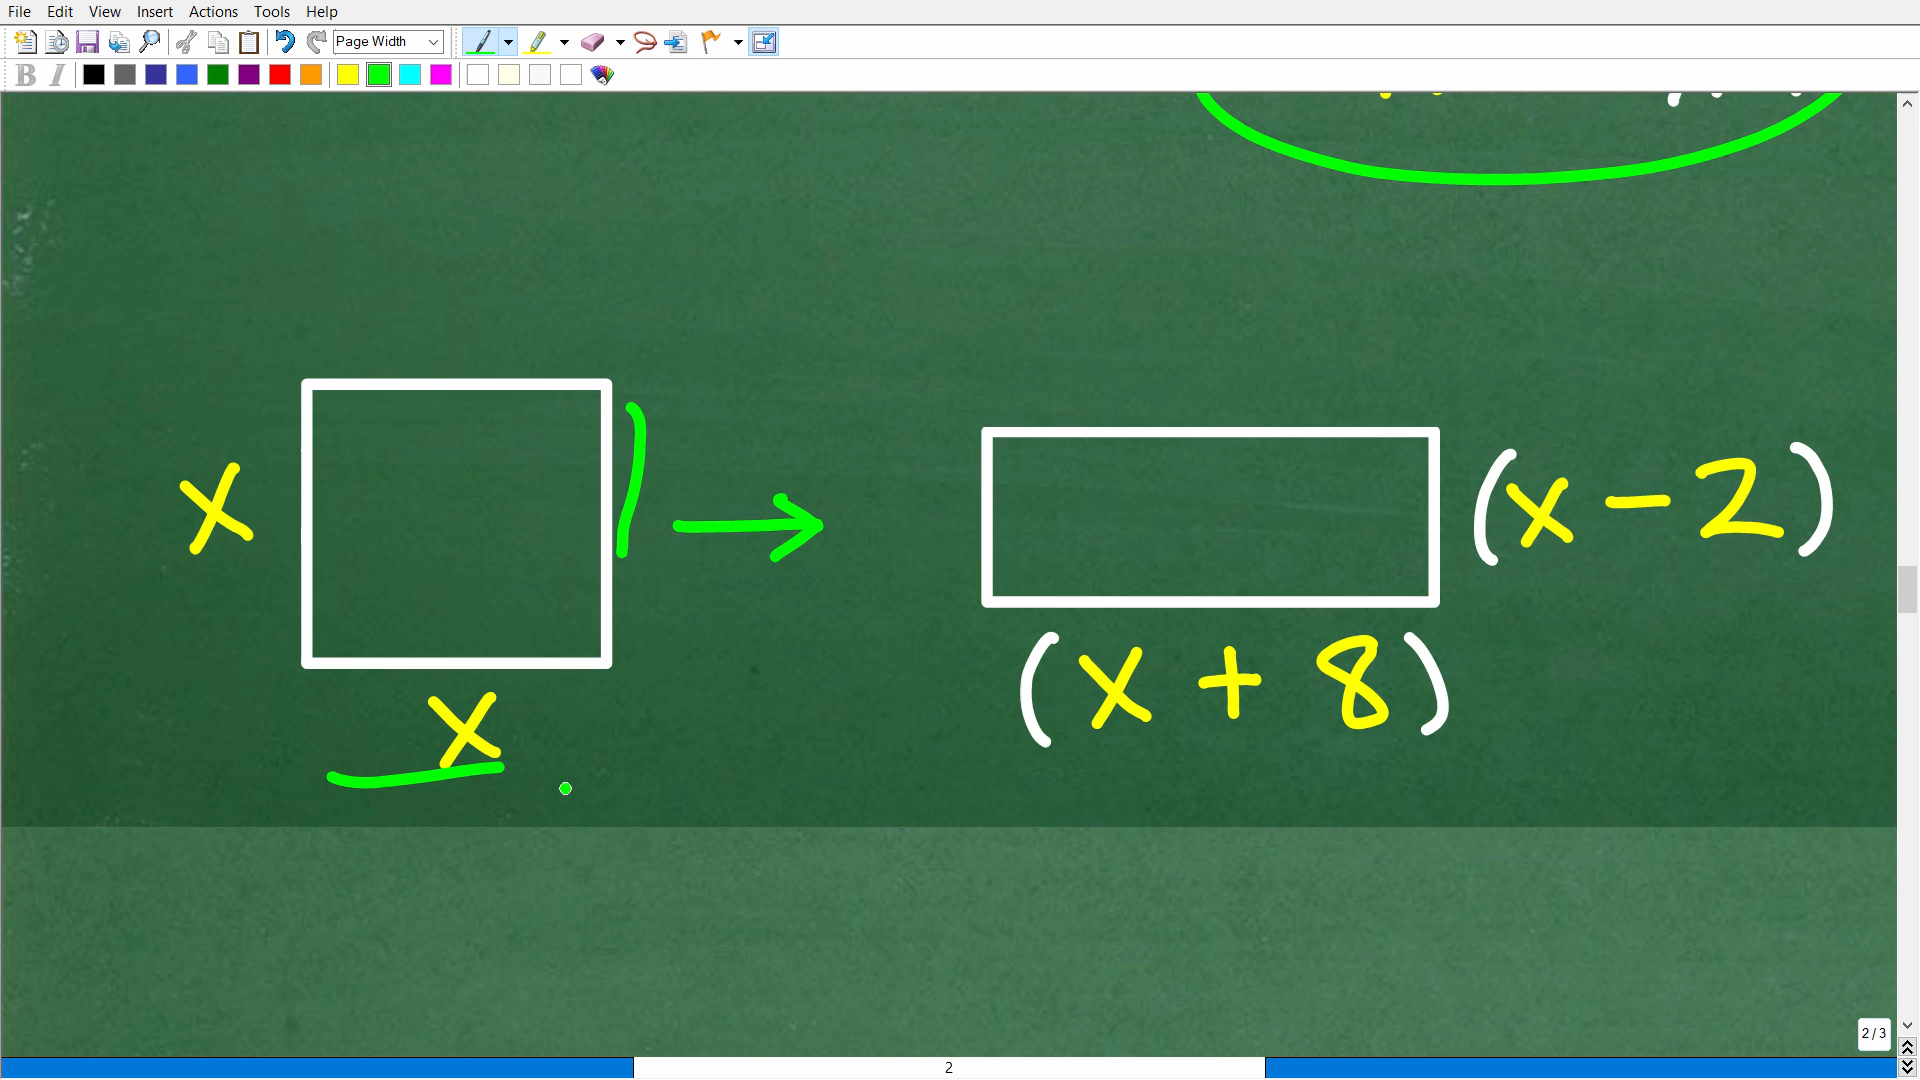 File Edit View Insert Actions Tools Help
Page Width
B I
x
x
(x - 2)
(x + 8)
2 / 3
2